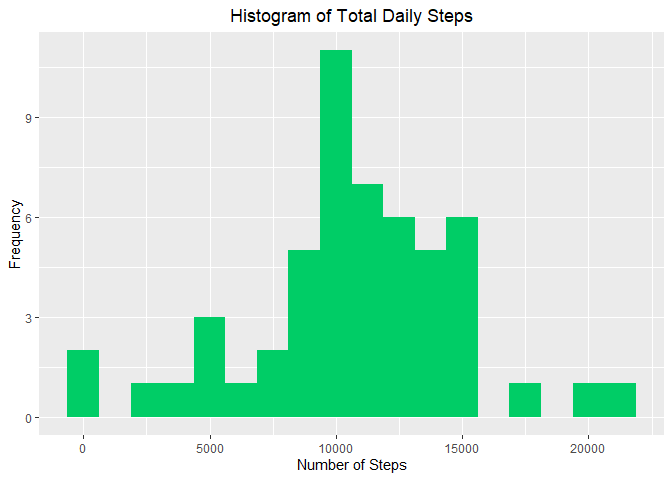 Histogram of Total Daily Steps
Frequency
9
6
3
0
0 5000 10000 15000 20000
Number of Steps